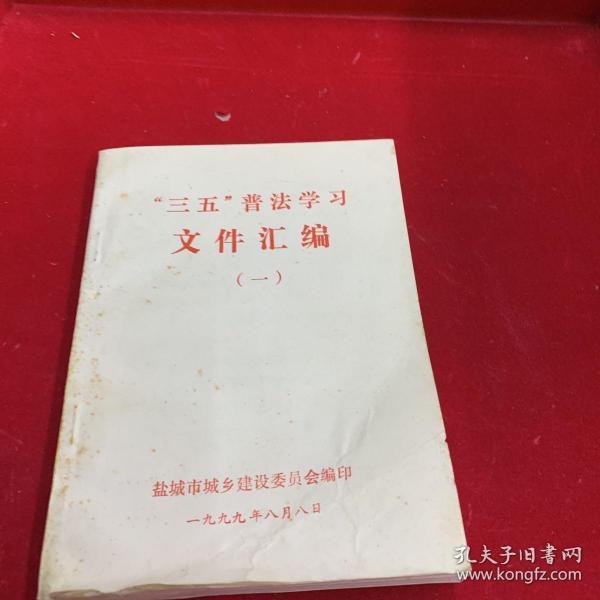 “三五”普法学习
文件汇编
（一）
盐城市城乡建设委员会编印
一九九九年八月八日
孔夫子旧书网
www.kongfz.com